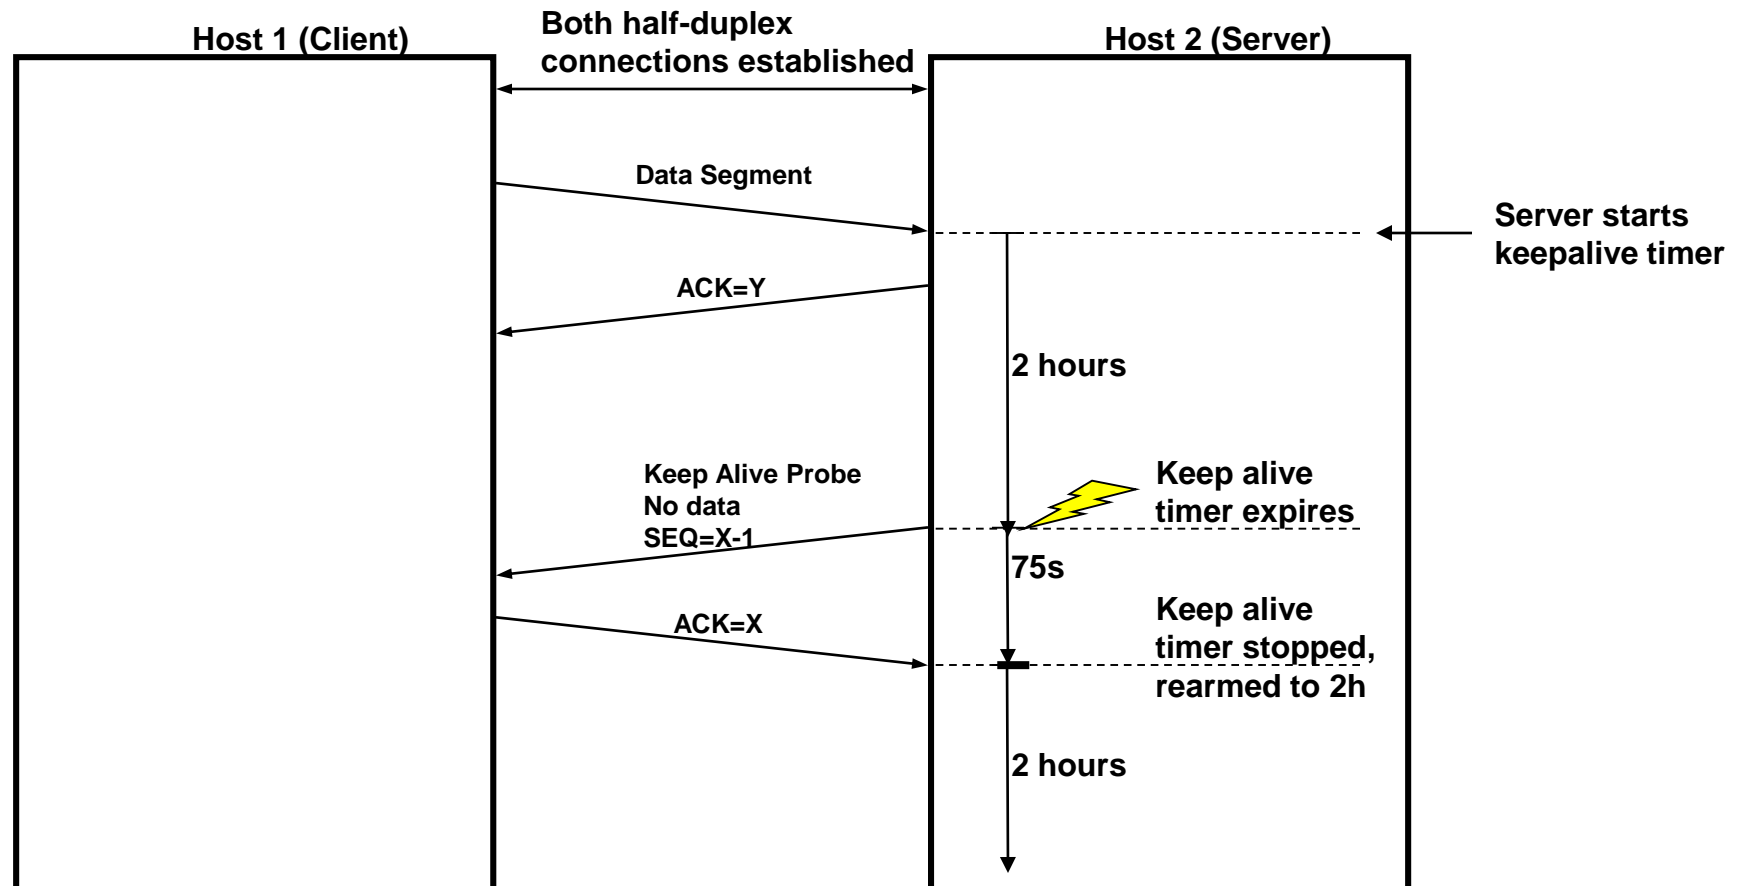 Host 1 (Client)
Both half-duplex
connections established
Host 2 (Server)
Data Segment
Server starts
keepalive timer
ACK=Y
2 hours
Keep Alive Probe
No data
SEQ=X-1
Keep alive
timer expires
75s
ACK=X
Keep alive
timer stopped,
rearmed to 2h
2 hours